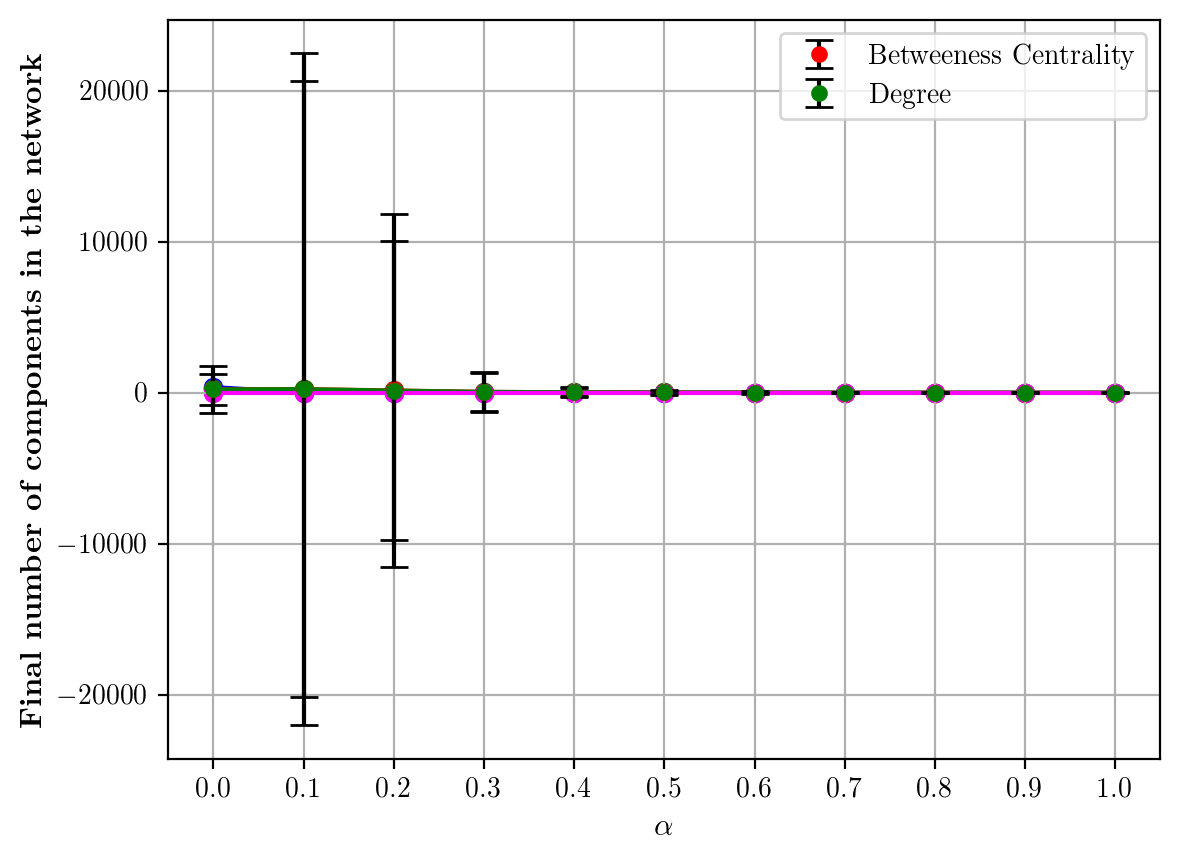 Final number of components in the network
20000
10000
0
−10000
−20000
Betweeness Centrality
Degree
0.0 0.1 0.2 0.3 0.4 0.5 0.6 0.7 0.8 0.9 1.0
α